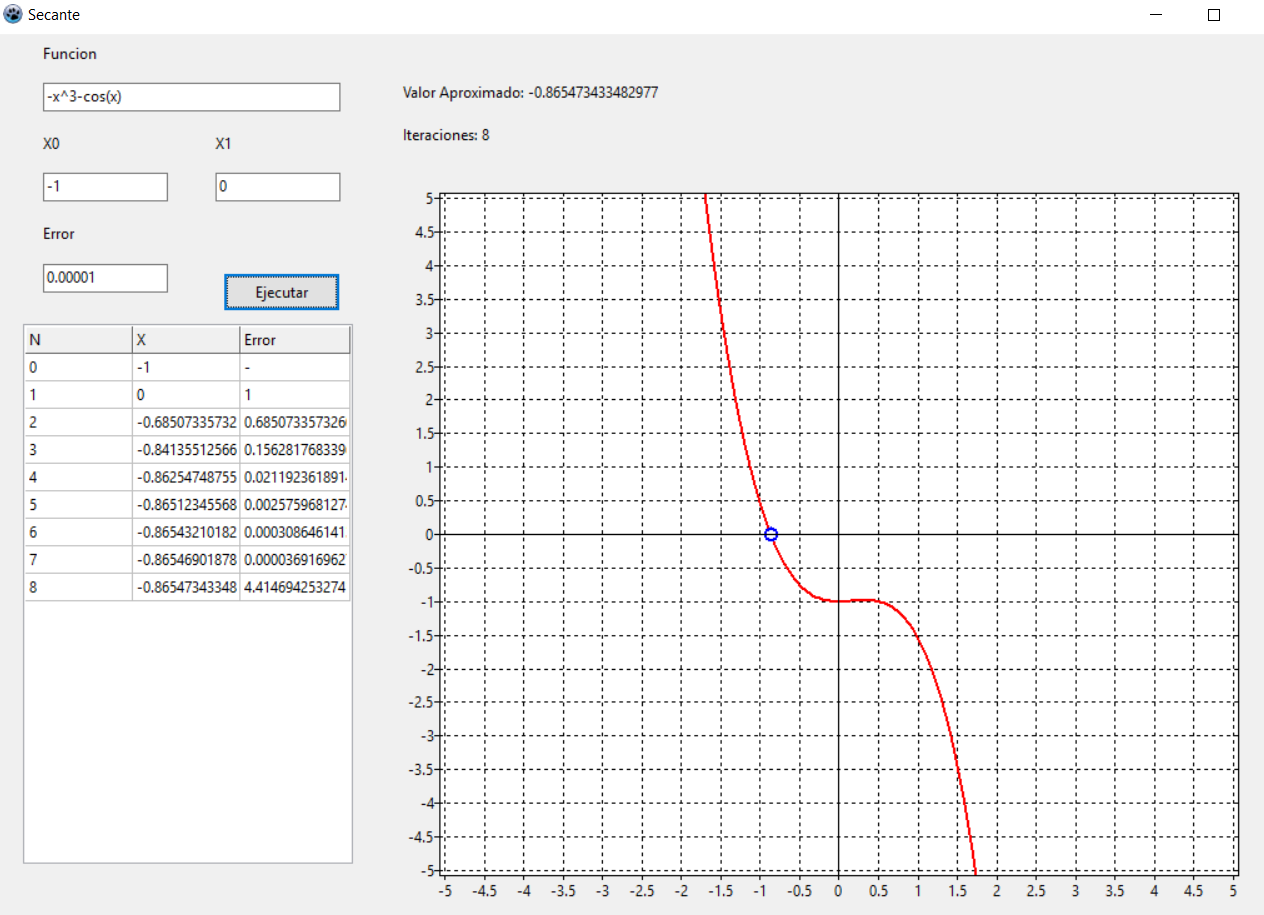 Secante
Funcion
-x^3-cos(x)
Valor Aproximado: -0.865473433482977
Iteraciones: 8
X0 X1
-1 0
Error
0.00001
Ejecutar
N X Error
0 -1 -
1 0 1
2 -0.68507335732 0.685073357326
3 -0.84135512566 0.156281768339
4 -0.86254748755 0.021192361891
5 -0.86512345568 0.002575968127
6 -0.86543210182 0.000308646141
7 -0.86546901878 0.000036916962
8 -0.86547343348 4.414694253274
5
4.5
4
3.5
3
2.5
2
1.5
1
0.5
0
-0.5
-1
-1.5
-2
-2.5
-3
-3.5
-4
-4.5
-5
-5 -4.5 -4 -3.5 -3 -2.5 -2 -1.5 -1 -0.5 0 0.5 1 1.5 2 2.5 3 3.5 4 4.5 5